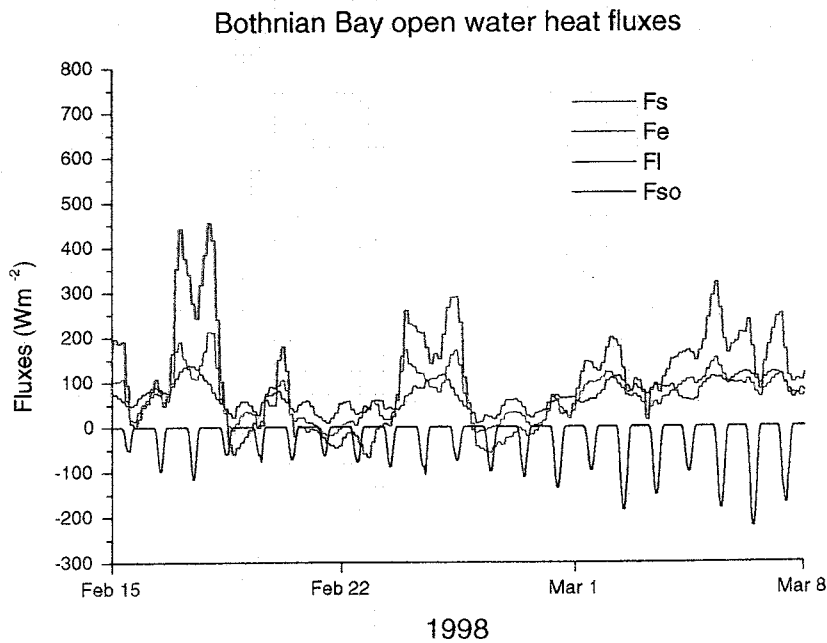 Bothnian Bay open water heat fluxes
800
700
600
500
400
300
200
100
0
-100
-200
-300
Fluxes (Wm⁻²)
Fs
Fe
Fl
Fso
Feb 15
Feb 22
Mar 1
Mar 8
1998